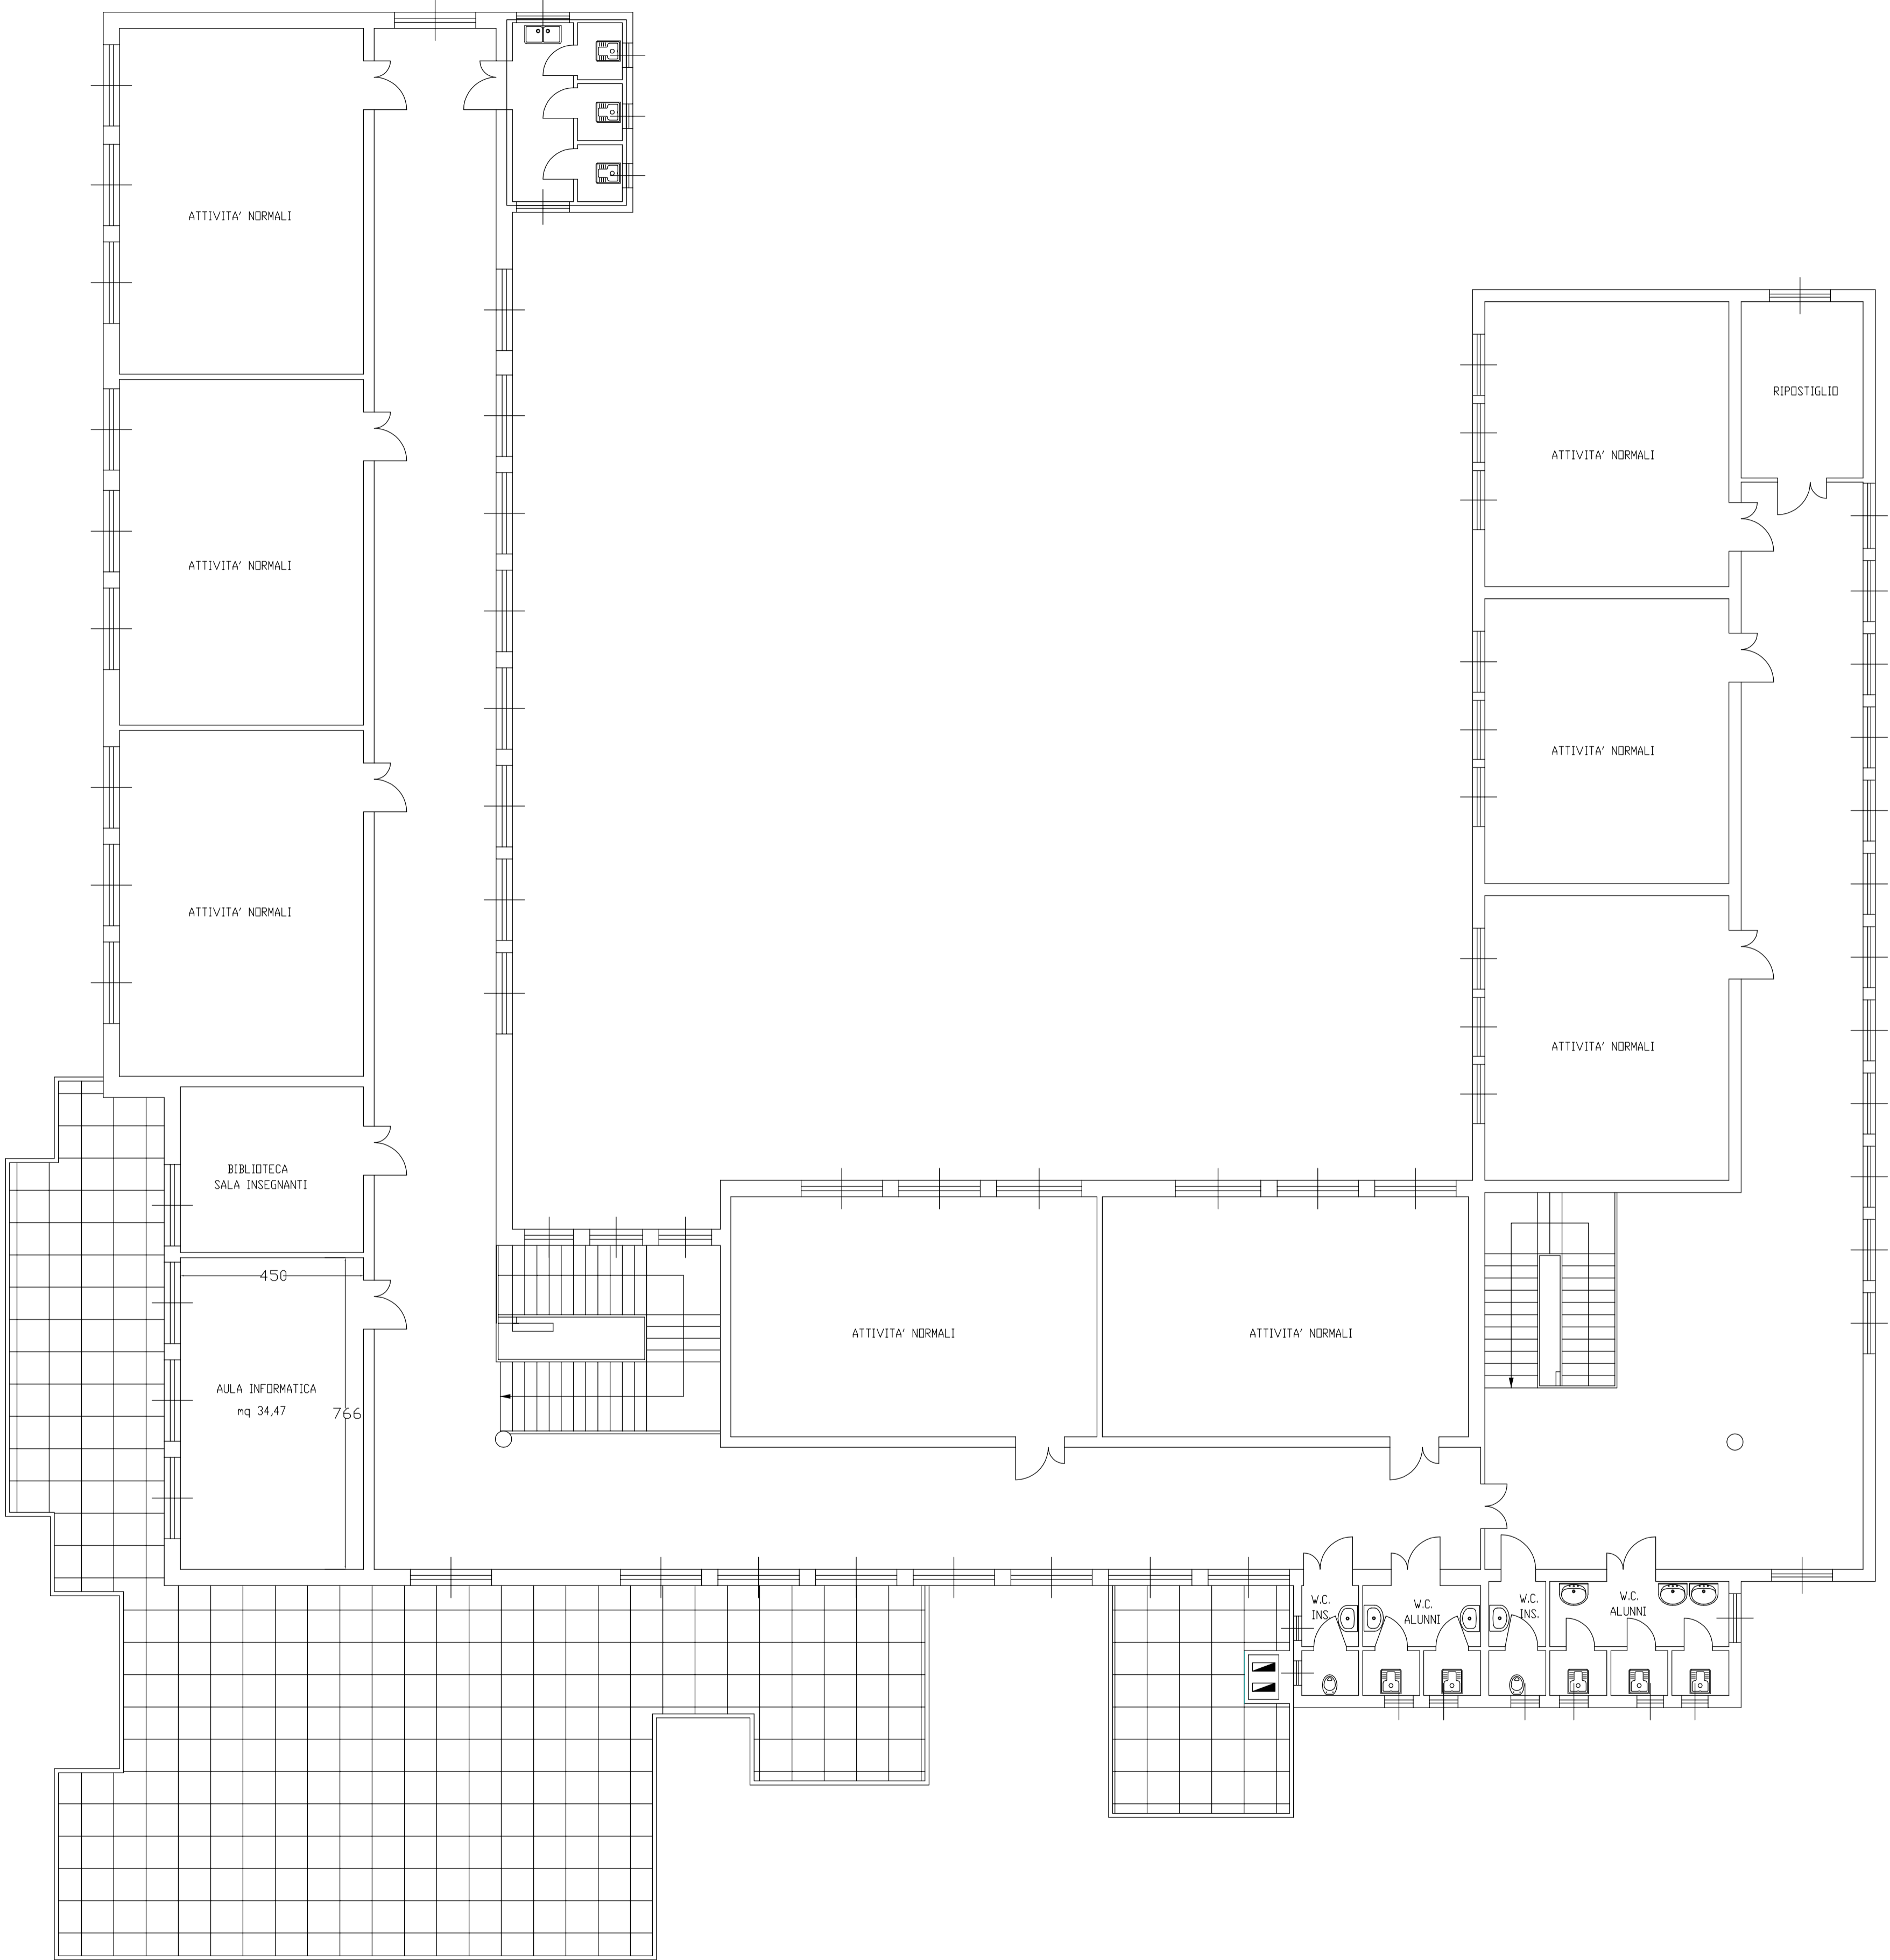 ATTIVITA' NORMALI
RIPOSTIGLIO
ATTIVITA' NORMALI
ATTIVITA' NORMALI
ATTIVITA' NORMALI
ATTIVITA' NORMALI
ATTIVITA' NORMALI
BIBLIOTECA
SALA INSEGNANTI
450
ATTIVITA' NORMALI
ATTIVITA' NORMALI
AULA INFORMATICA
mq 34,47
766
W.C.
INS.
W.C.
ALUNNI
W.C.
INS.
W.C.
ALUNNI